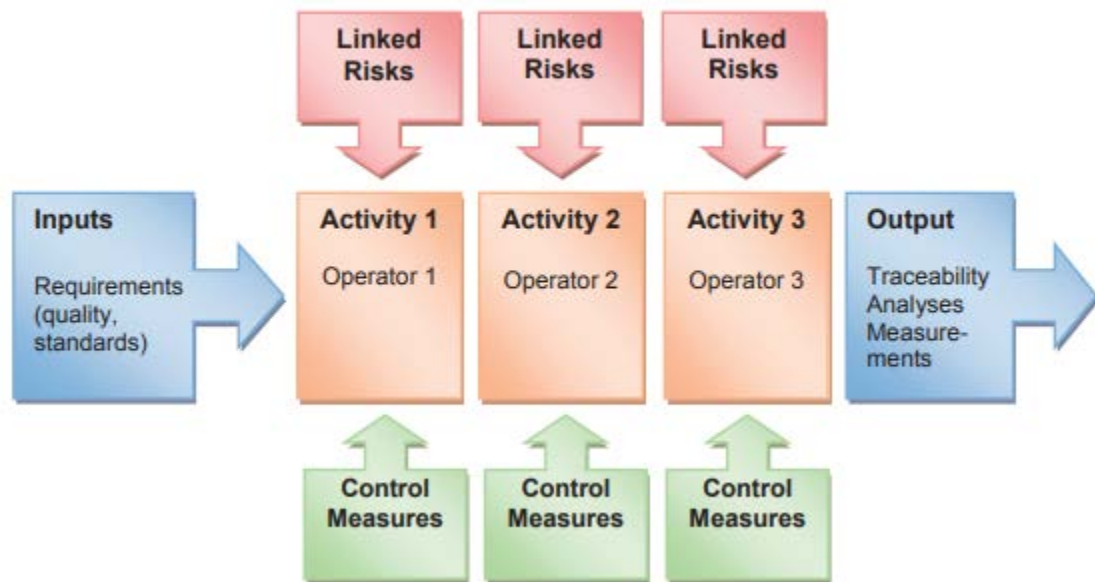 Linked
Risks
Linked
Risks
Linked
Risks
Inputs
Requirements
(quality,
standards)
Activity 1
Operator 1
Activity 2
Operator 2
Activity 3
Operator 3
Output
Traceability
Analyses
Measure-
ments
Control
Measures
Control
Measures
Control
Measures